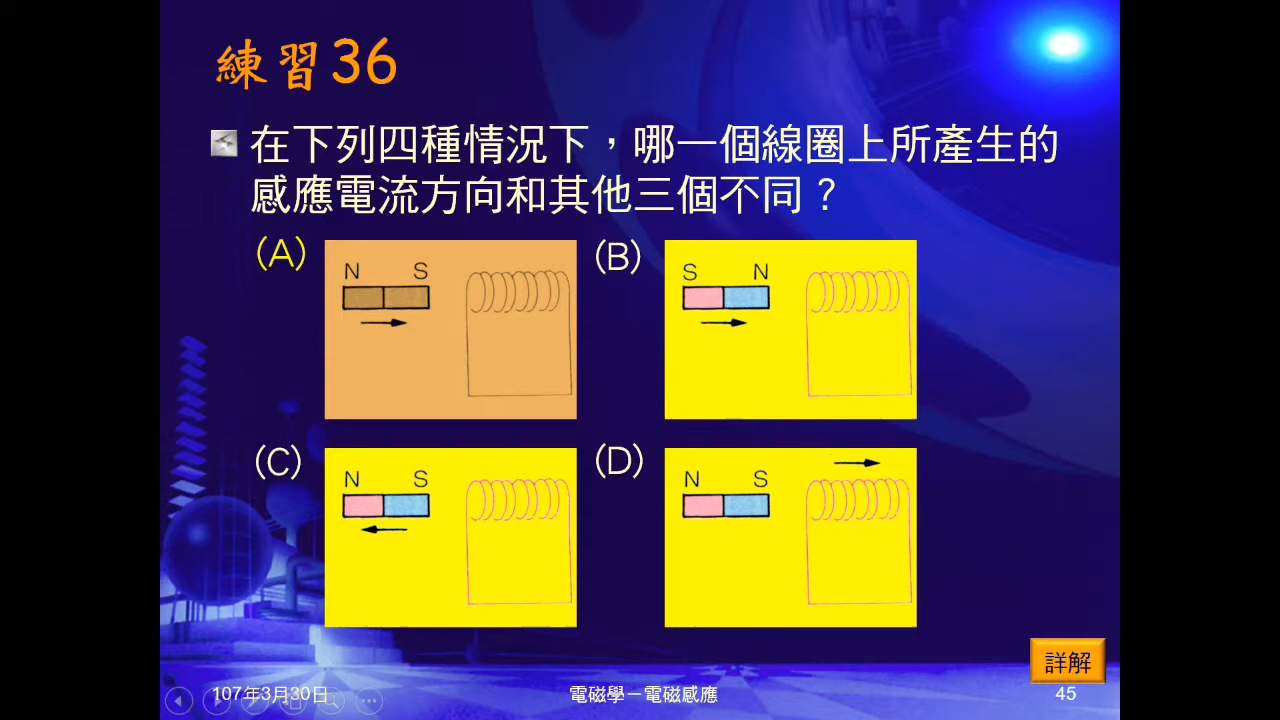 練習36
在下列四種情況下，哪一個線圈上所產生的
感應電流方向和其他三個不同？
(A)
N S
(B)
S N
(C)
N S
(D)
N S
詳解
107年3月30日
電磁學－電磁感應
45